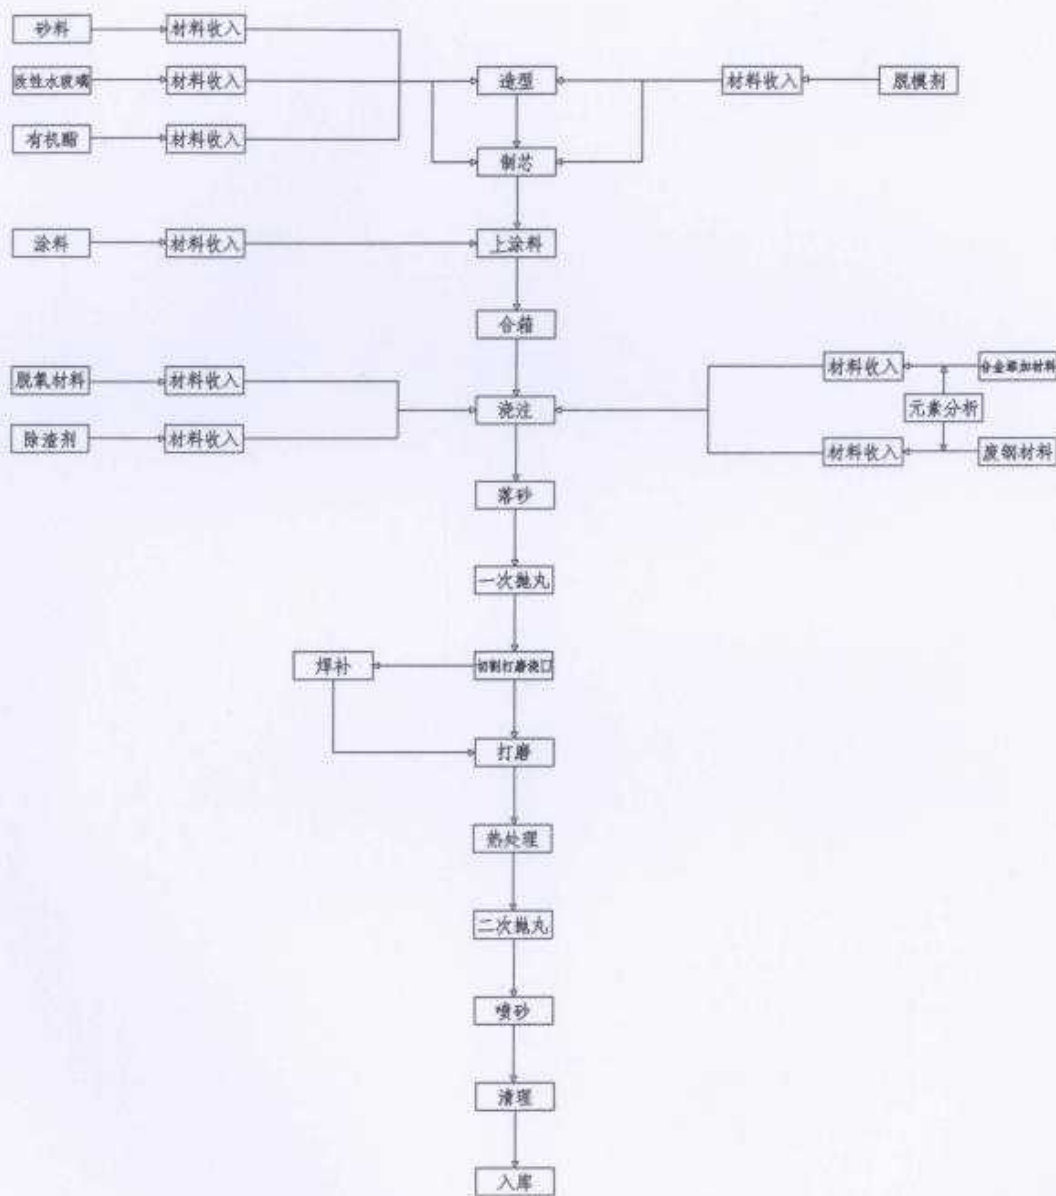 砂料
材料收入
改性水玻璃
材料收入
造型
材料收入
脱模剂
有机酯
材料收入
制芯
涂料
材料收入
上涂料
合箱
脱氧材料
材料收入
浇注
材料收入
合金添加材料
元素分析
除渣剂
材料收入
材料收入
废钢材料
落砂
一次抛丸
焊补
切割打磨浇口
打磨
热处理
二次抛丸
喷砂
清理
入库